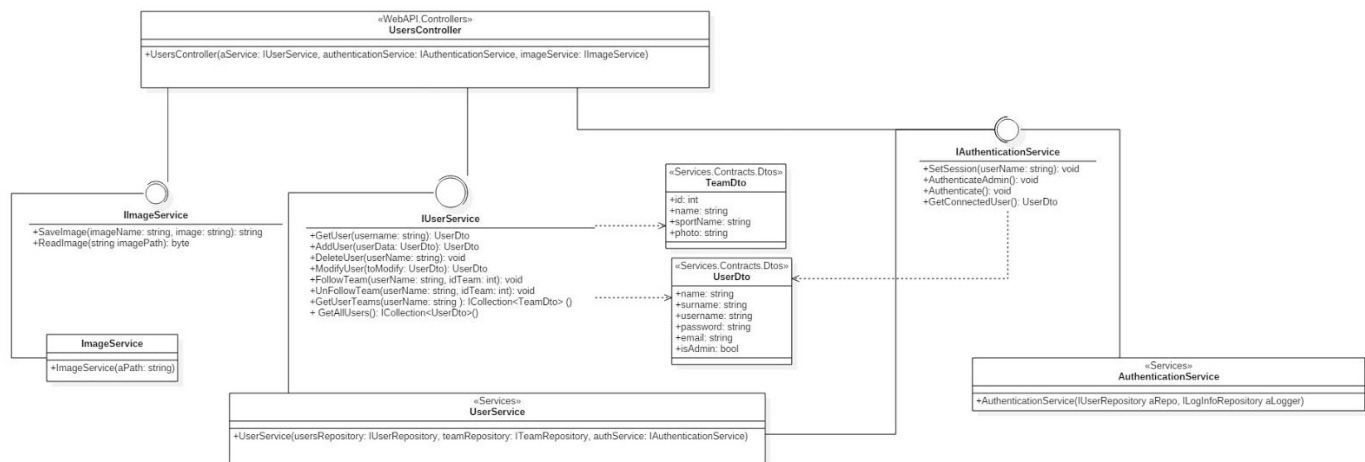 «WebAPI.Controllers»
UsersController
+UsersController(aService: IUserService, authenticationService: IAuthenticationService, imageService: IImageService)
IAuthenticationService
+SetSession(userName: string): void
+AuthenticateAdmin(): void
+Authenticate(): void
+GetConnectedUser(): UserDto
IImageService
+SaveImage(imageName: string, image: string): string
+ReadImage(string imagePath): byte
IUserService
+GetUser(username: string): UserDto
+AddUser(userData: UserDto): UserDto
+DeleteUser(userName: string): void
+ModifyUser(toModify: UserDto): UserDto
+FollowTeam(userName: string, idTeam: int): void
+UnFollowTeam(userName: string, idTeam: int): void
+GetUserTeams(userName: string ): ICollection<TeamDto> ()
+ GetAllUsers(): ICollection<UserDto>()
«Services.Contracts.Dtos»
TeamDto
+id: int
+name: string
+sportName: string
+photo: string
«Services.Contracts.Dtos»
UserDto
+name: string
+surname: string
+username: string
+password: string
+email: string
+isAdmin: bool
ImageService
+ImageService(aPath: string)
«Services»
AuthenticationService
+AuthenticationService(IUserRepository aRepo, ILogInfoRepository aLogger)
«Services»
UserService
+UserService(usersRepository: IUserRepository, teamRepository: ITeamRepository, authService: IAuthenticationService)